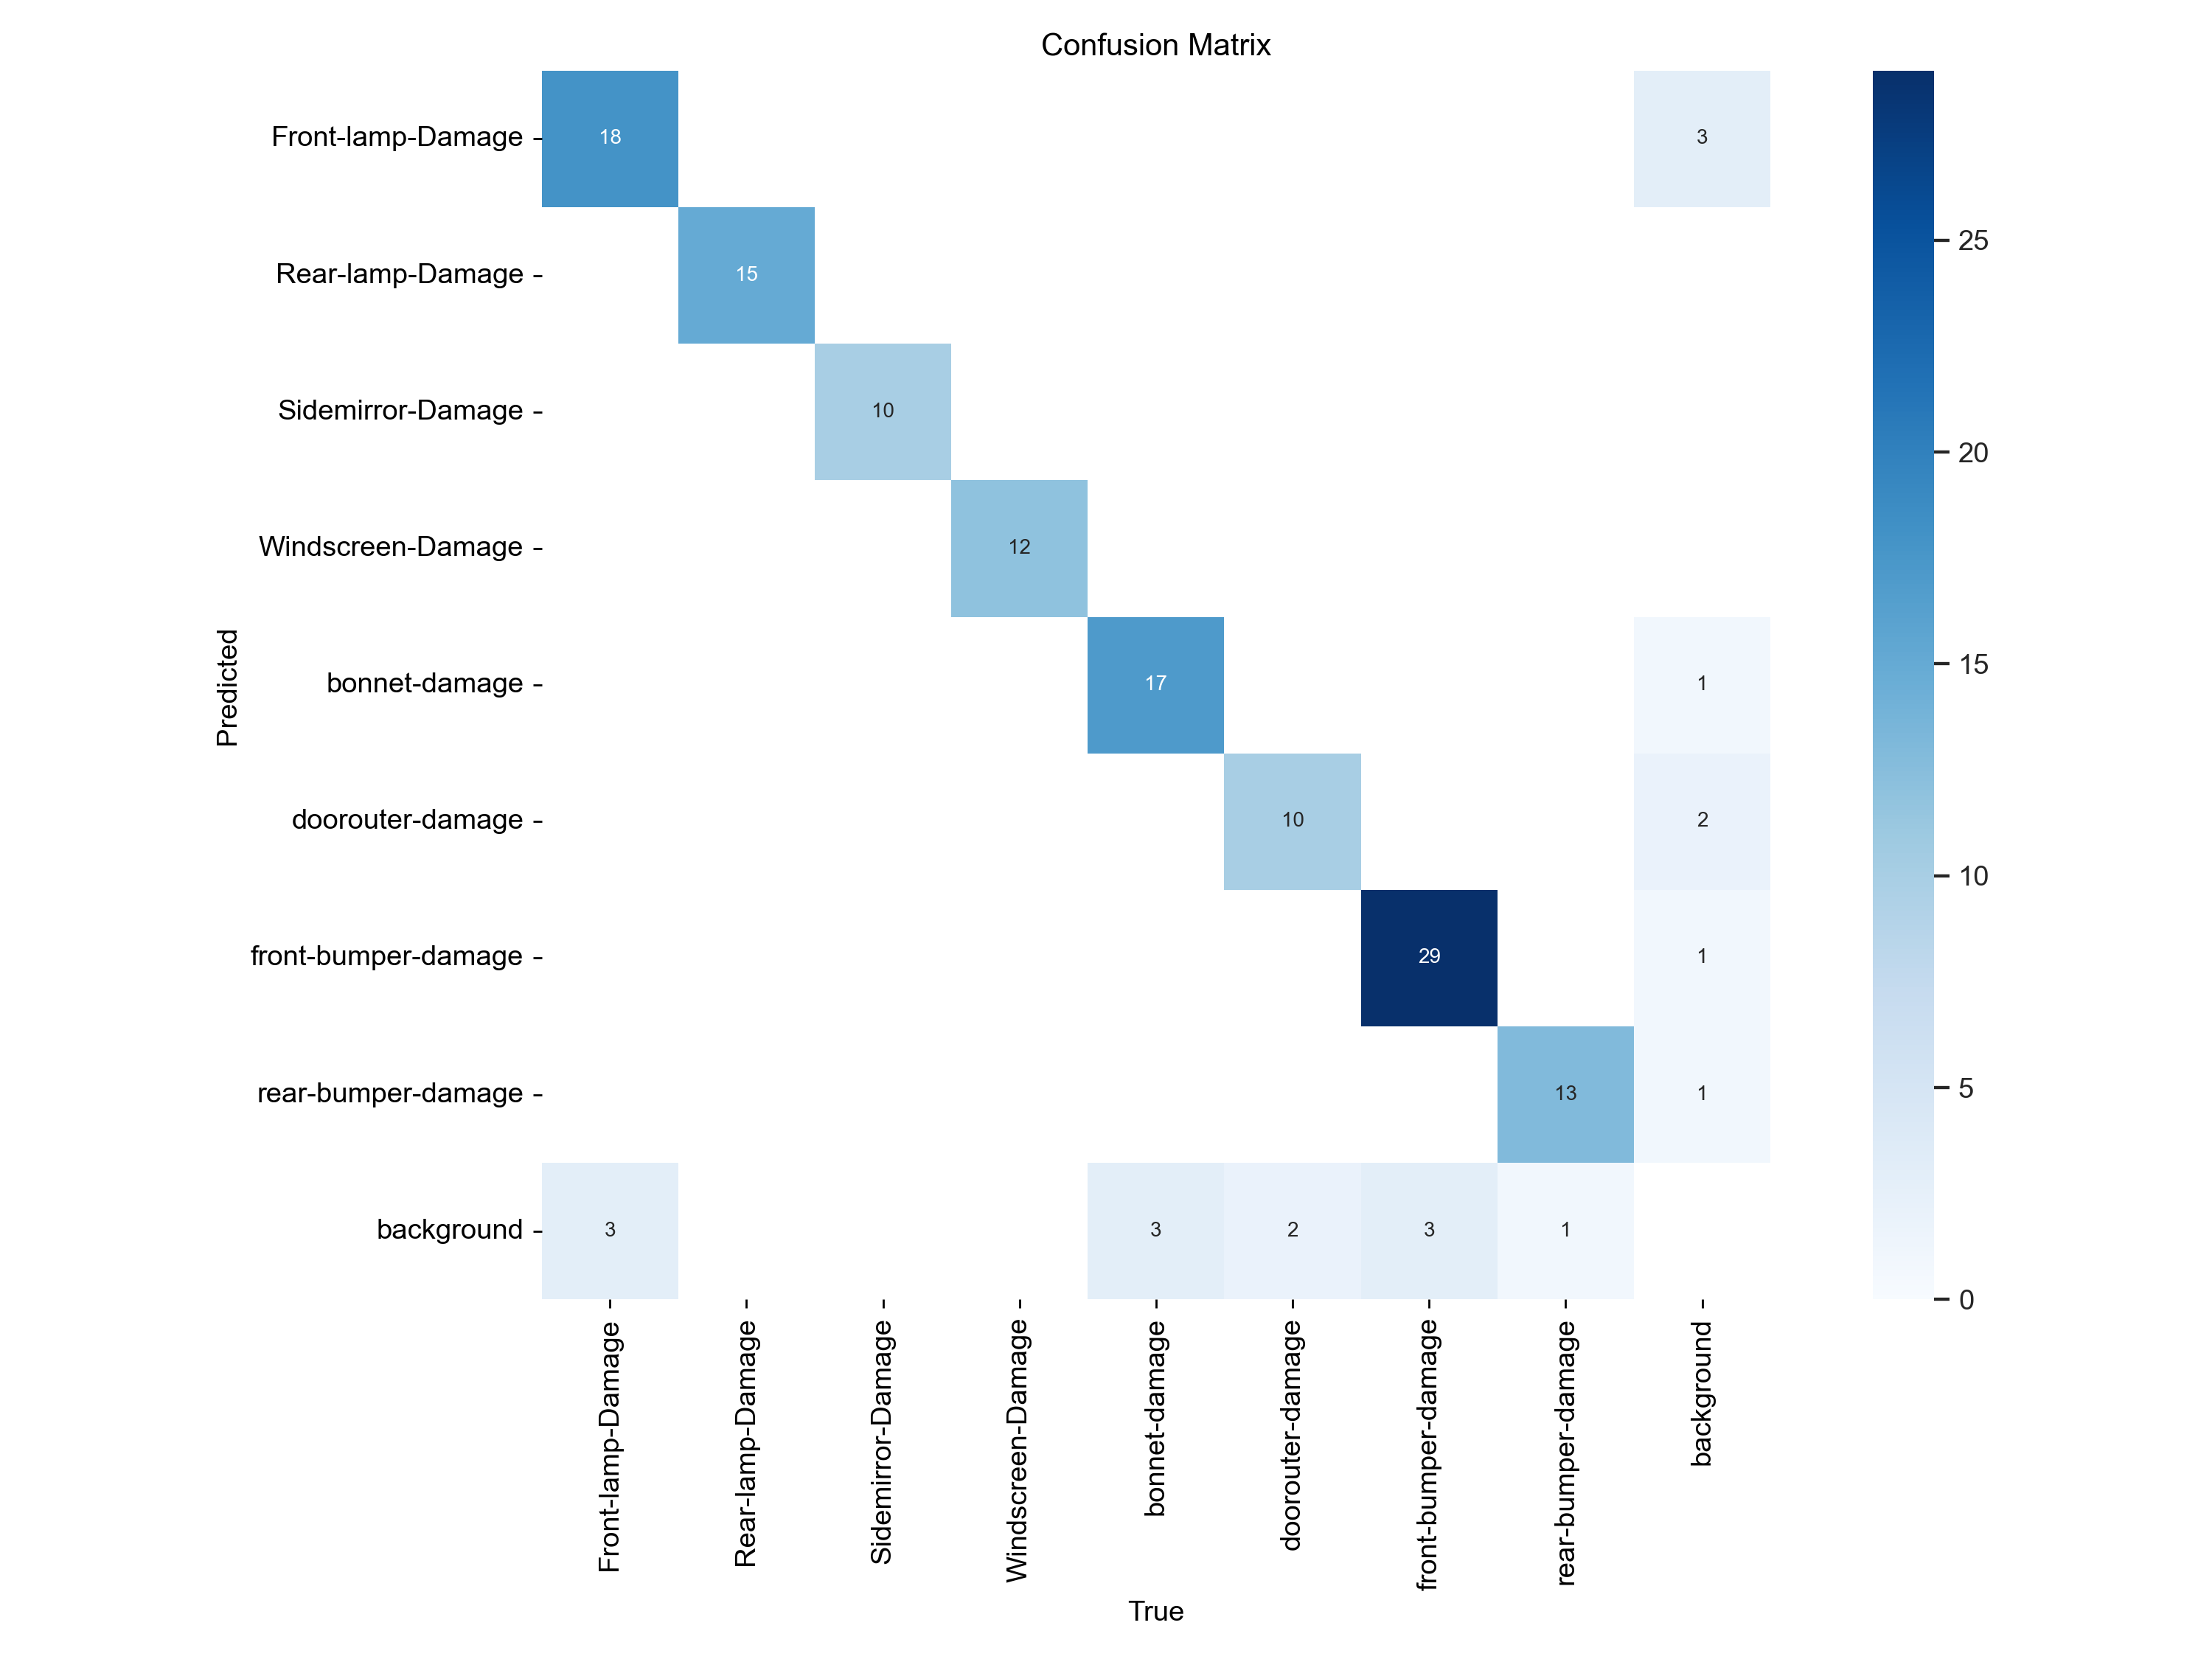 Confusion Matrix
Predicted
Front-lamp-Damage 18 3
Rear-lamp-Damage 15
Sidemirror-Damage 10
Windscreen-Damage 12
bonnet-damage 17 1
doorouter-damage 10 2
front-bumper-damage 29 1
rear-bumper-damage 13 1
background 3 3 2 3 1
Front-lamp-Damage
Rear-lamp-Damage
Sidemirror-Damage
Windscreen-Damage
bonnet-damage
doorouter-damage
front-bumper-damage
rear-bumper-damage
background
True
25
20
15
10
5
0